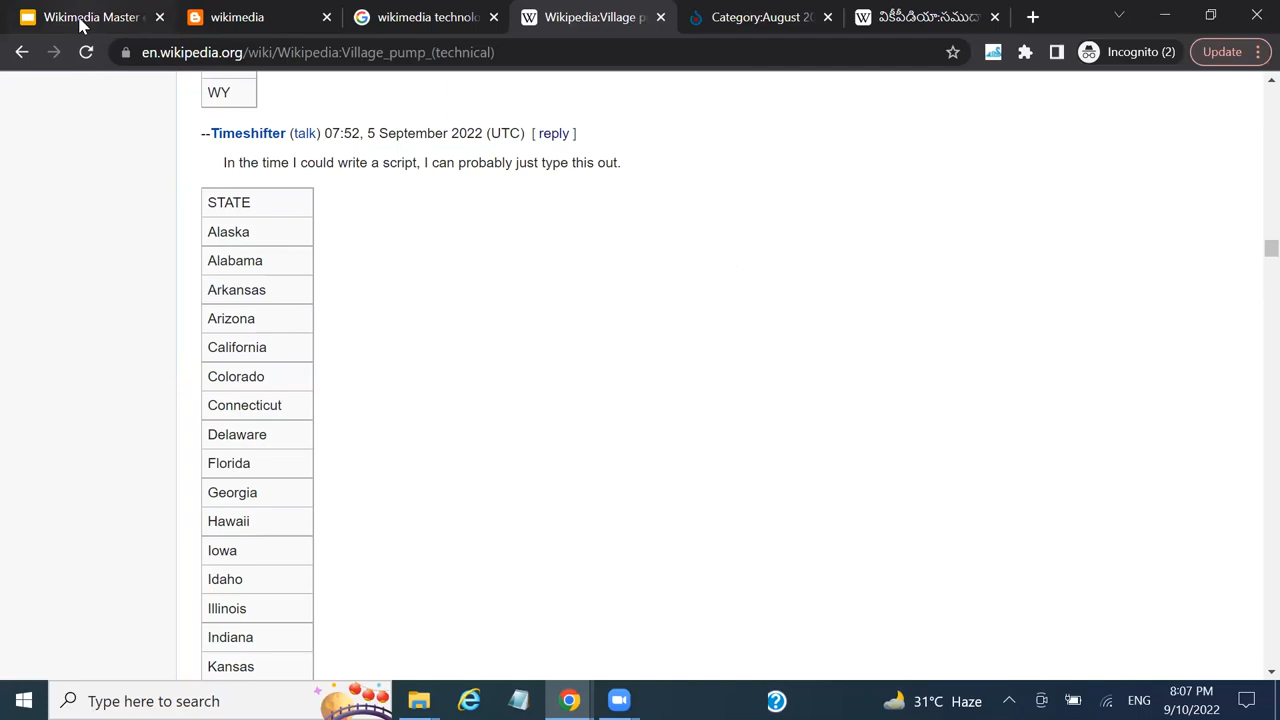 Wikimedia Master
wikimedia
wikimedia technolo
Wikipedia:Village p
Category:August 20
వికీపీడియా:సముదా
en.wikipedia.org/wiki/Wikipedia:Village_pump_(technical)
Incognito (2)
Update
WY
--Timeshifter (talk) 07:52, 5 September 2022 (UTC) [ reply ]
In the time I could write a script, I can probably just type this out.
STATE
Alaska
Alabama
Arkansas
Arizona
California
Colorado
Connecticut
Delaware
Florida
Georgia
Hawaii
Iowa
Idaho
Illinois
Indiana
Kansas
Type here to search
31°C Haze
ENG
8:07 PM
9/10/2022